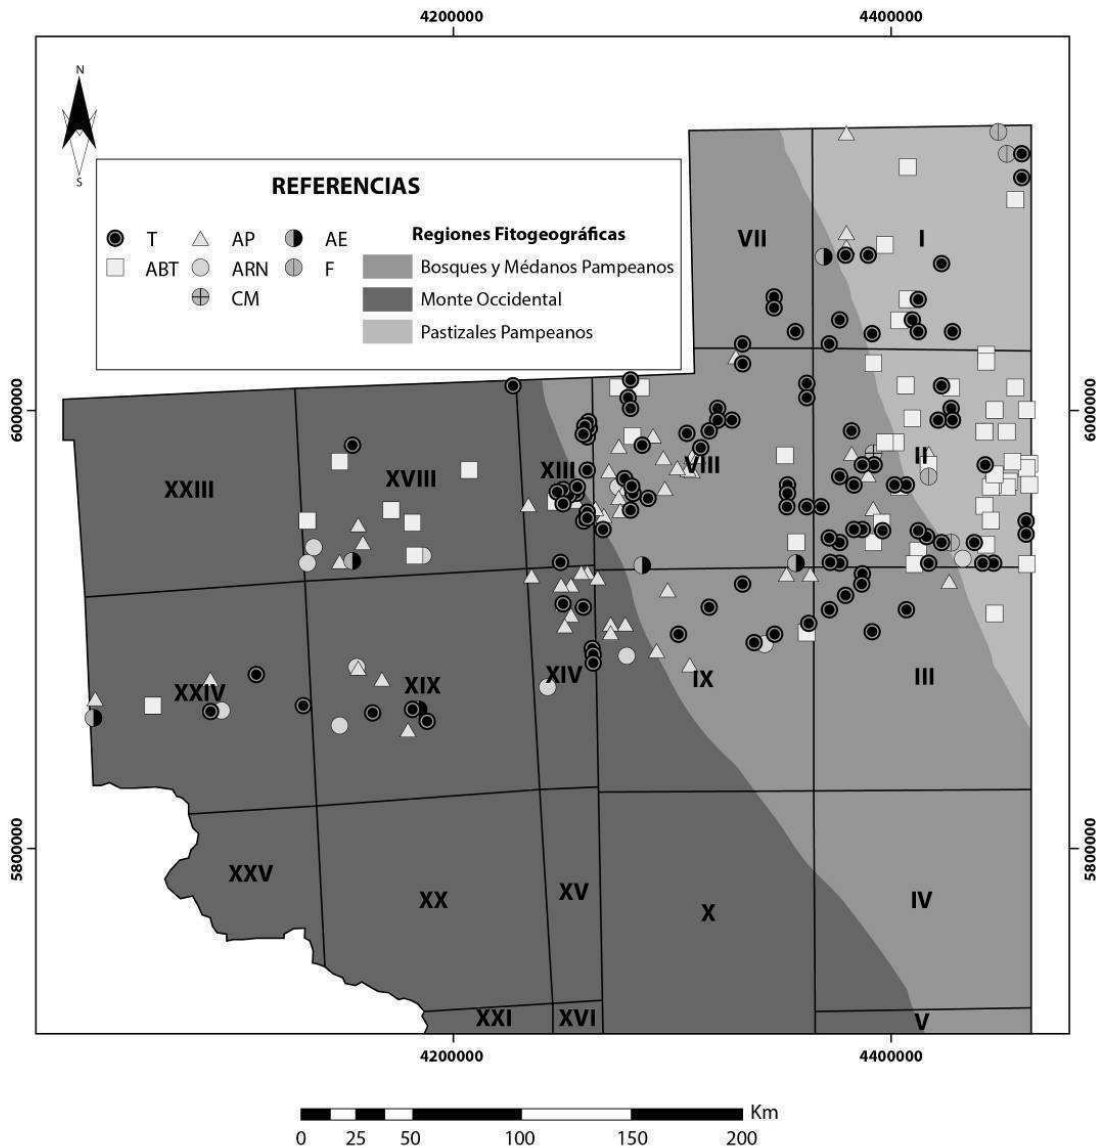 4200000 4400000
N
S
REFERENCIAS
T AP AE
ABT ARN F
CM
Regiones Fitogeográficas
Bosques y Médanos Pampeanos
Monte Occidental
Pastizales Pampeanos
VII I
6000000 6000000
XXIII XVIII XIII VIII II
XXIV XIX XIV IX III
5800000 5800000
XXV XX XV X IV
XXI XVI V
4200000 4400000
Km
0 25 50 100 150 200